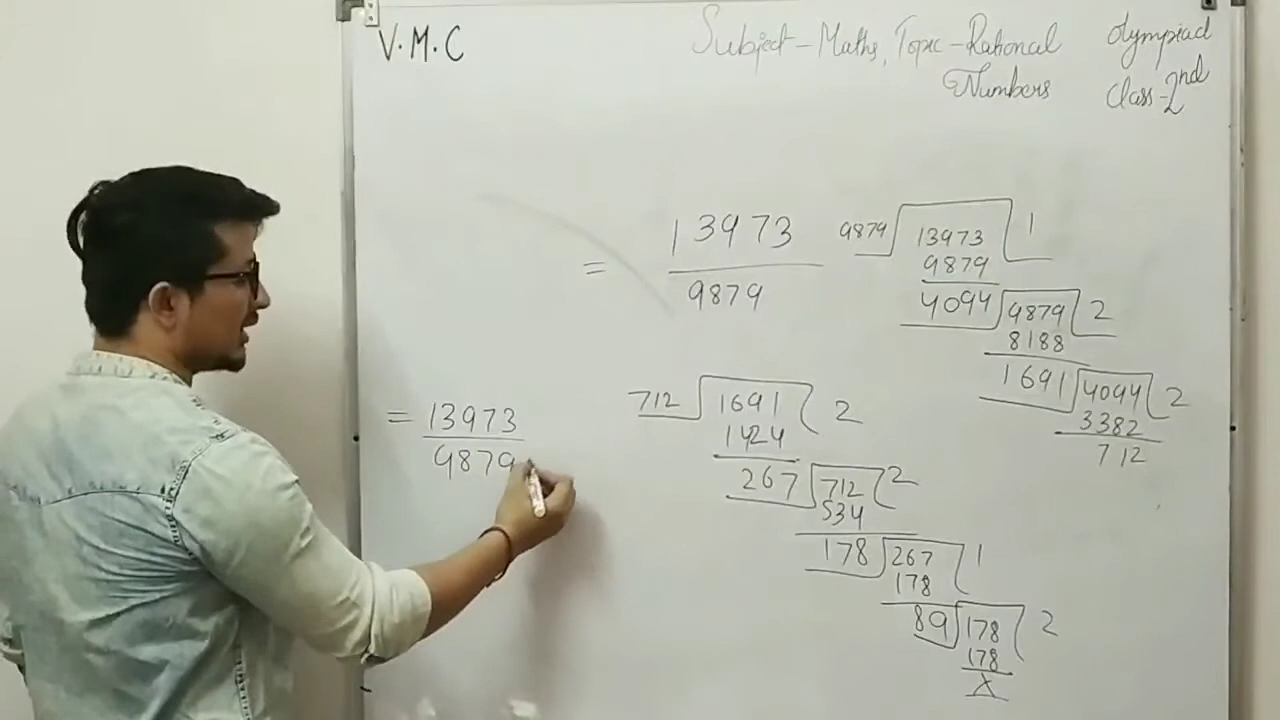 V.M.C
Subject-Maths, Topic-Rational
Numbers
Olympiad
Class-2nd
= 13973
9879
9879 13973 1
9879
4094 9879 2
8188
1691 4094 2
3382
712
= 13973
9879
712 1691 2
1424
267 712 2
534
178 267 1
178
89 178 2
178
X